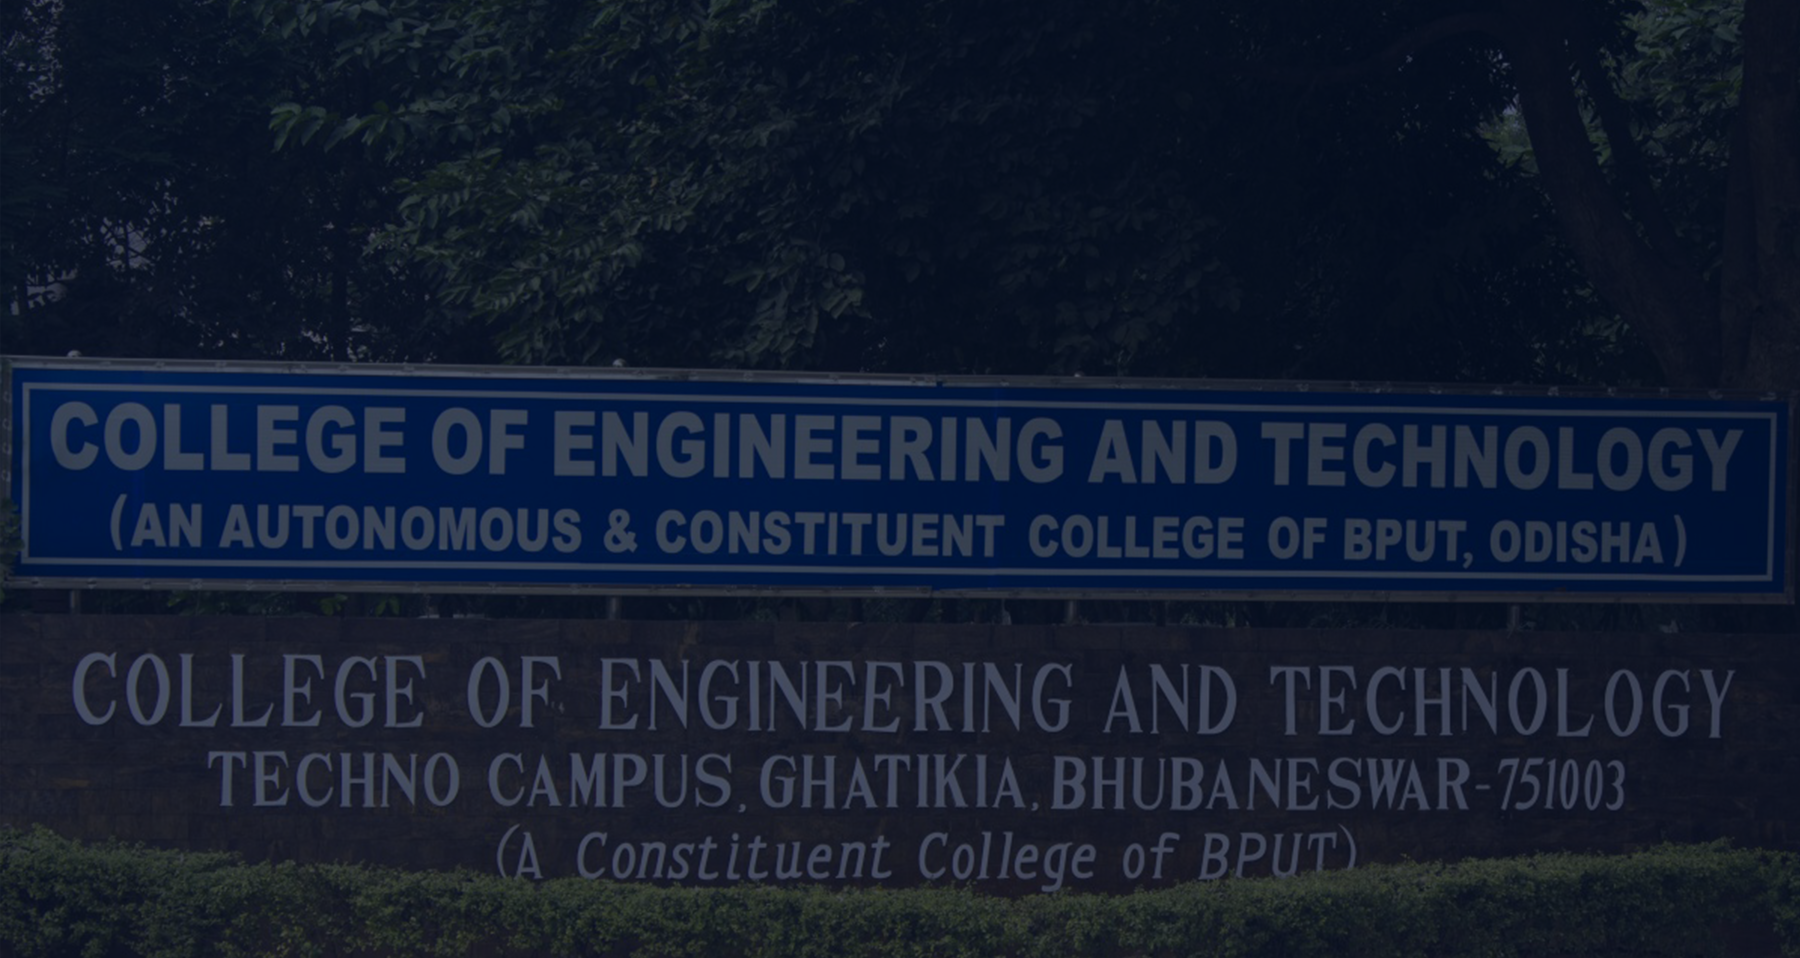 COLLEGE OF ENGINEERING AND TECHNOLOGY
(AN AUTONOMOUS & CONSTITUENT COLLEGE OF BPUT, ODISHA)
COLLEGE OF ENGINEERING AND TECHNOLOGY
TECHNO CAMPUS, GHATIKIA, BHUBANESWAR-751003
(A Constituent College of BPUT)